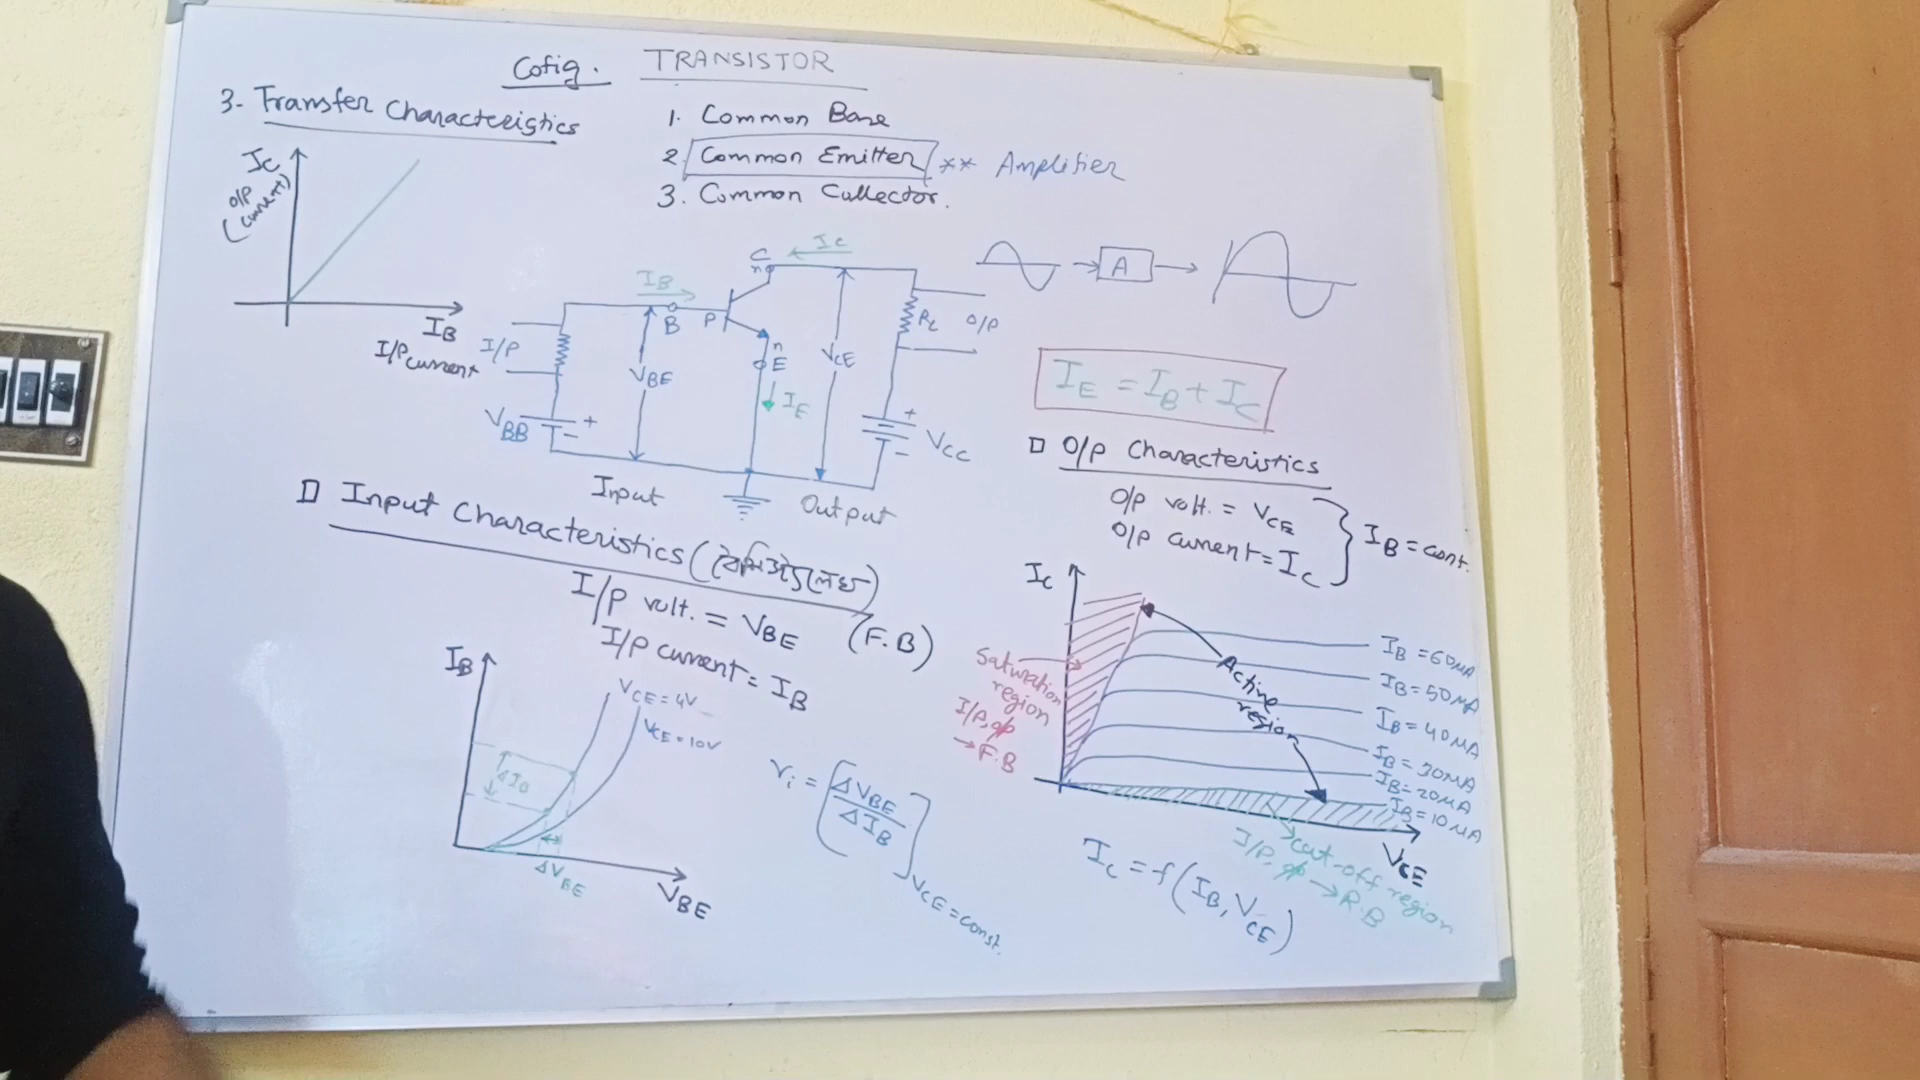 Cofig. TRANSISTOR
1. Common Base
2. Common Emitter ** Amplifier
3. Common Collector.
3- Transfer Characteristics
IC
O/P
(Current)
IB
I/P current
I/P
VBB
+
-
IB
B
P
VBE
C
n
IC
n
E
IE
VCE
RL
O/P
+
-
VCC
Input
Output
A
IE = IB + IC
Input Characteristics
I/P volt. = VBE (F.B)
I/P current = IB
IB
VCE = 4V
VCE = 10V
ΔIB
ΔVBE
VBE
ri = [ΔVBE / ΔIB] VCE = const.
O/P Characteristics
O/P volt. = VCE
O/P current = IC
IB = cont.
IC
Saturation
region
I/P, o/p
→ F.B
Active
region
IB = 60μA
IB = 50μA
IB = 40μA
IB = 30μA
IB = 20μA
IB = 10μA
VCE
cut-off region
I/P, o/p → R.B
Ic = f(IB, VCE)